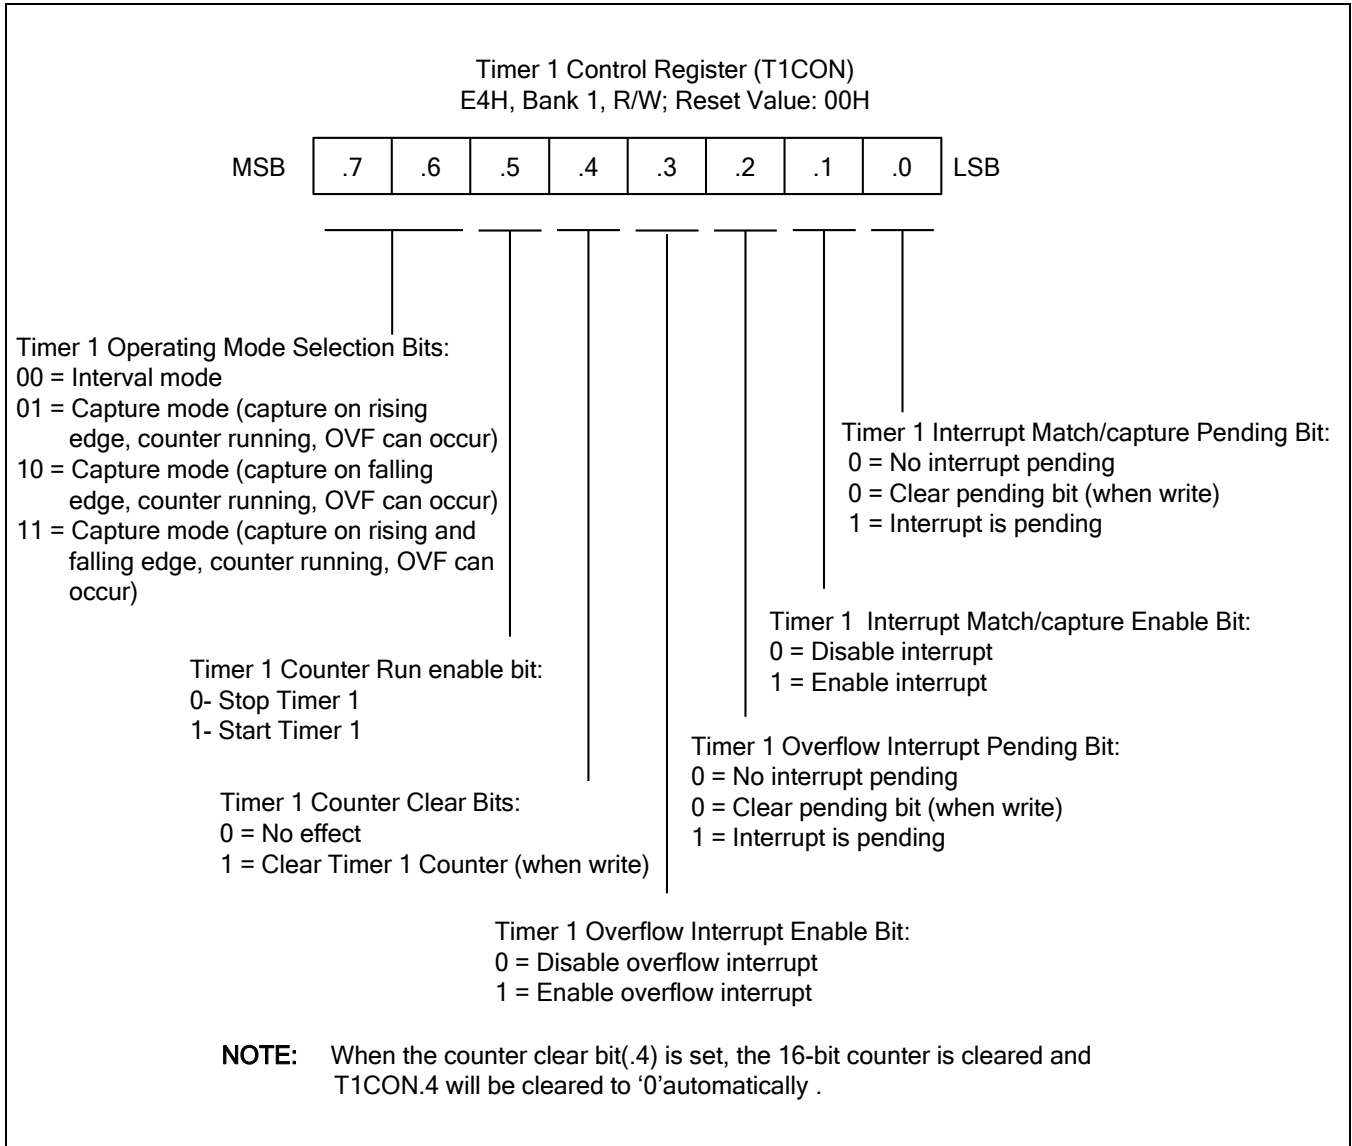 Timer 1 Control Register (T1CON)
E4H, Bank 1, R/W; Reset Value: 00H
MSB .7 .6 .5 .4 .3 .2 .1 .0 LSB
Timer 1 Operating Mode Selection Bits:
00 = Interval mode
01 = Capture mode (capture on rising
edge, counter running, OVF can occur)
10 = Capture mode (capture on falling
edge, counter running, OVF can occur)
11 = Capture mode (capture on rising and
falling edge, counter running, OVF can
occur)
Timer 1 Interrupt Match/capture Pending Bit:
0 = No interrupt pending
0 = Clear pending bit (when write)
1 = Interrupt is pending
Timer 1  Interrupt Match/capture Enable Bit:
0 = Disable interrupt
1 = Enable interrupt
Timer 1 Counter Run enable bit:
0- Stop Timer 1
1- Start Timer 1
Timer 1 Overflow Interrupt Pending Bit:
0 = No interrupt pending
0 = Clear pending bit (when write)
1 = Interrupt is pending
Timer 1 Counter Clear Bits:
0 = No effect
1 = Clear Timer 1 Counter (when write)
Timer 1 Overflow Interrupt Enable Bit:
0 = Disable overflow interrupt
1 = Enable overflow interrupt
NOTE: When the counter clear bit(.4) is set, the 16-bit counter is cleared and
T1CON.4 will be cleared to ‘0’automatically .